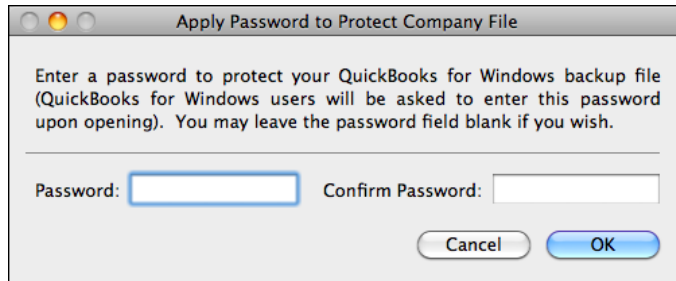 Apply Password to Protect Company File
Enter a password to protect your QuickBooks for Windows backup file
(QuickBooks for Windows users will be asked to enter this password
upon opening). You may leave the password field blank if you wish.
Password: Confirm Password:
Cancel OK